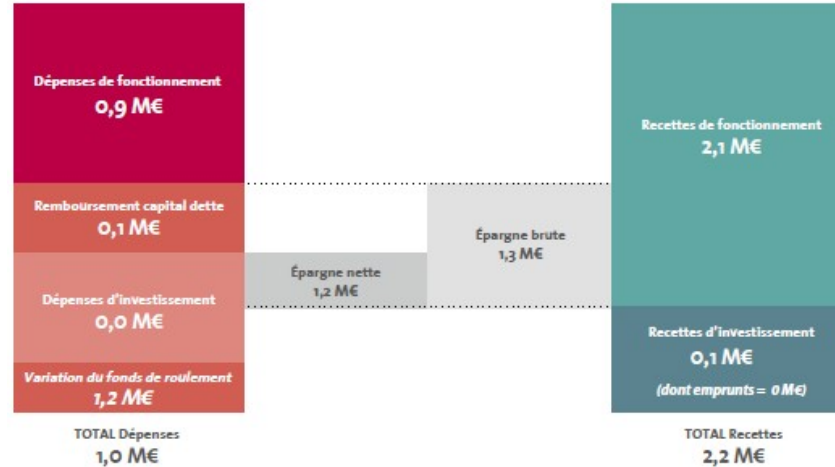 Dépenses de fonctionnement
0,9 M€
Remboursement capital dette
0,1 M€
Dépenses d'investissement
0,0 M€
Variation du fonds de roulement
1,2 M€
TOTAL Dépenses
1,0 M€
Épargne nette
1,2 M€
Épargne brute
1,3 M€
Recettes de fonctionnement
2,1 M€
Recettes d'investissement
0,1 M€
(dont emprunts = 0 M€)
TOTAL Recettes
2,2 M€